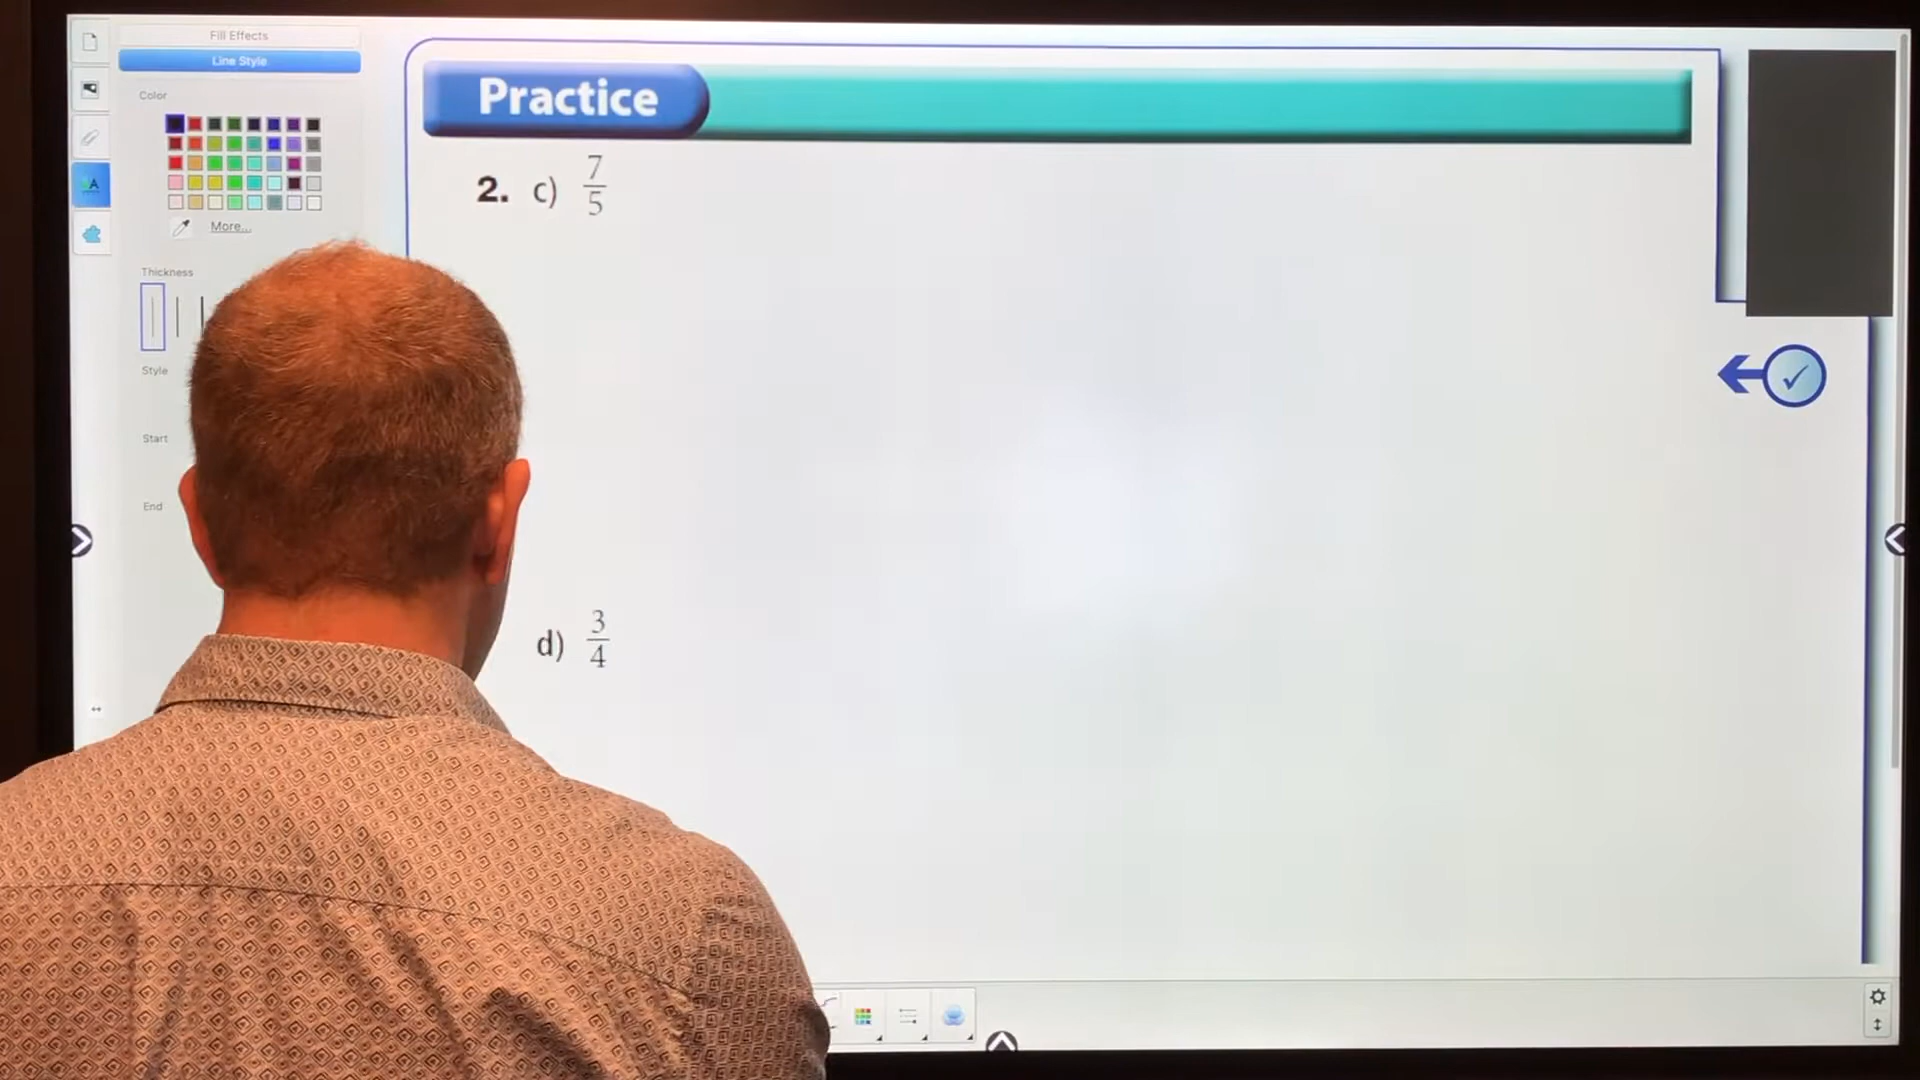 Fill Effects
Line Style
Color
More...
Thickness
Style
Start
End
Practice
2. c) 7/5
d) 3/4